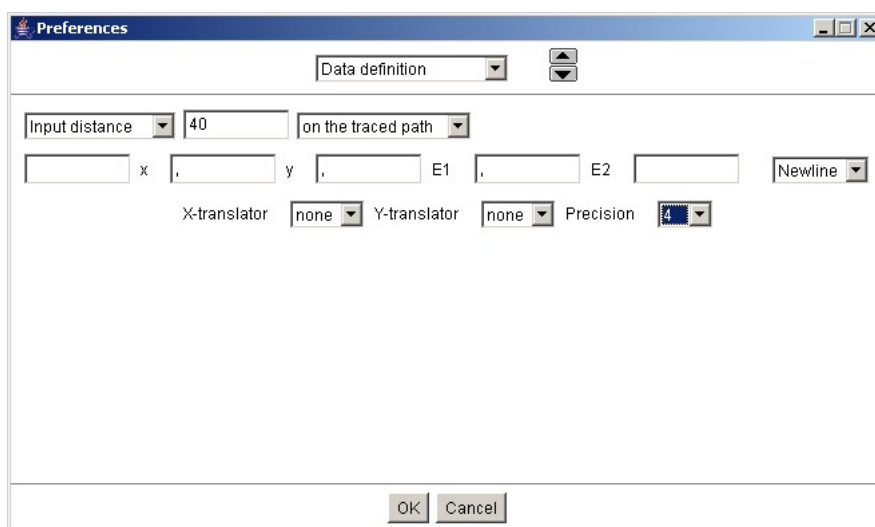 Preferences
Data definition
Input distance 40 on the traced path
x , y , E1 , E2 Newline
X-translator none Y-translator none Precision 4
OK Cancel